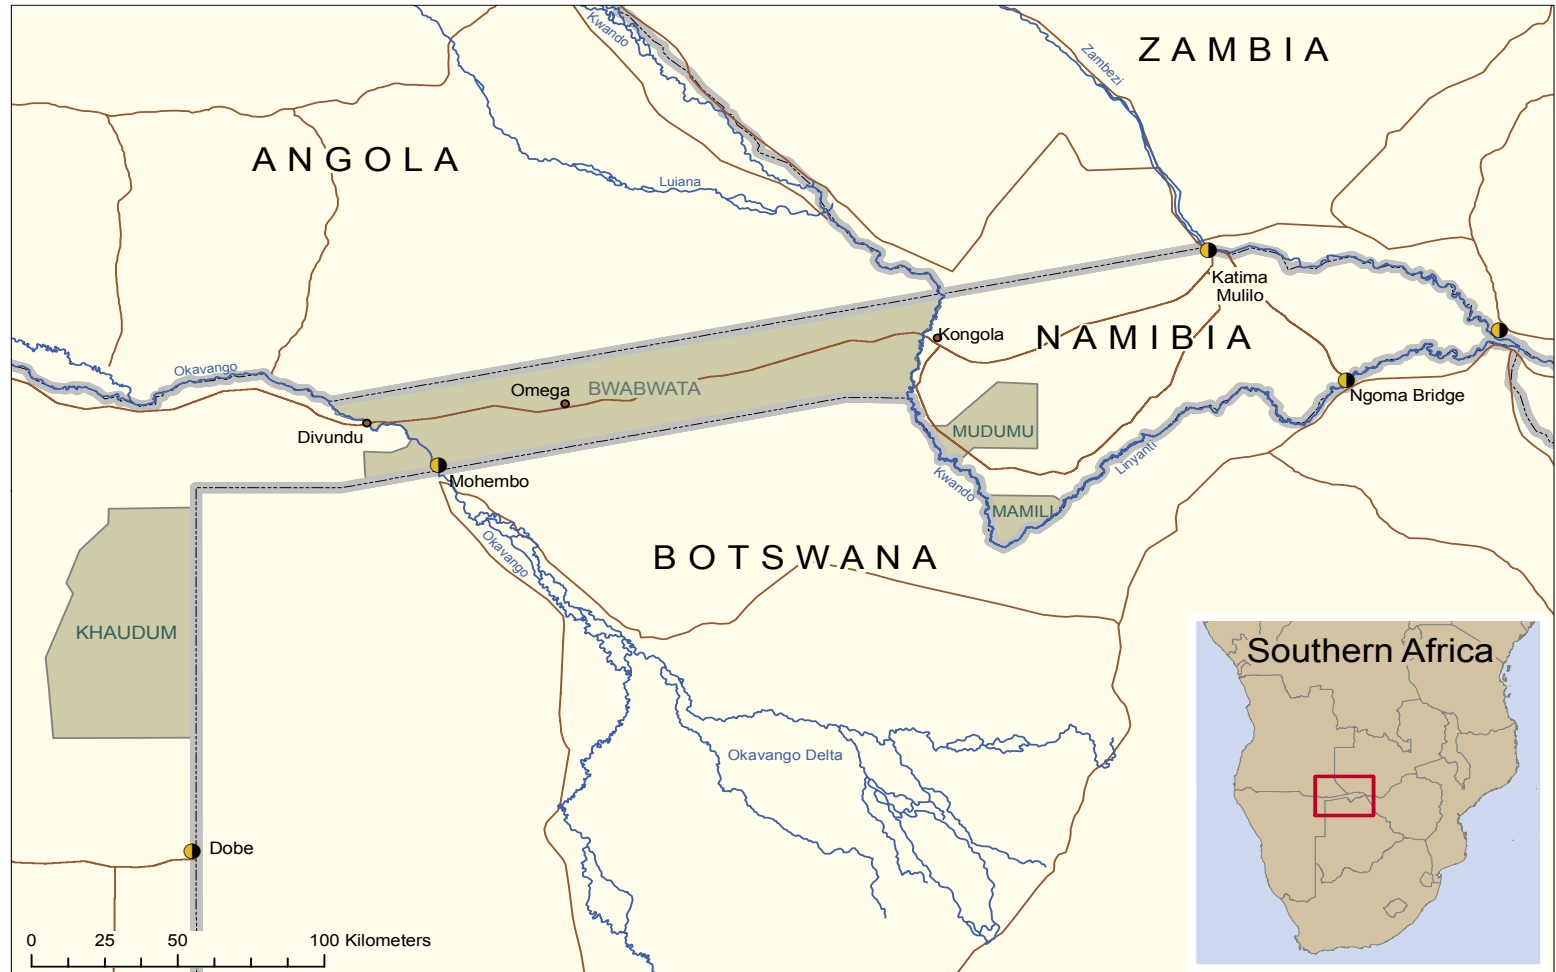 Kwando
Zambezi
ZAMBIA
ANGOLA
Luiana
Katima
Mulilo
Kongola
NAMIBIA
Okavango
Omega
BWABWATA
Ngoma Bridge
Divundu
MUDUMU
Linyanti
Mohembo
Kwando
MAMILI
Okavango
BOTSWANA
KHAUDUM
Southern Africa
Okavango Delta
Dobe
0 25 50 100 Kilometers